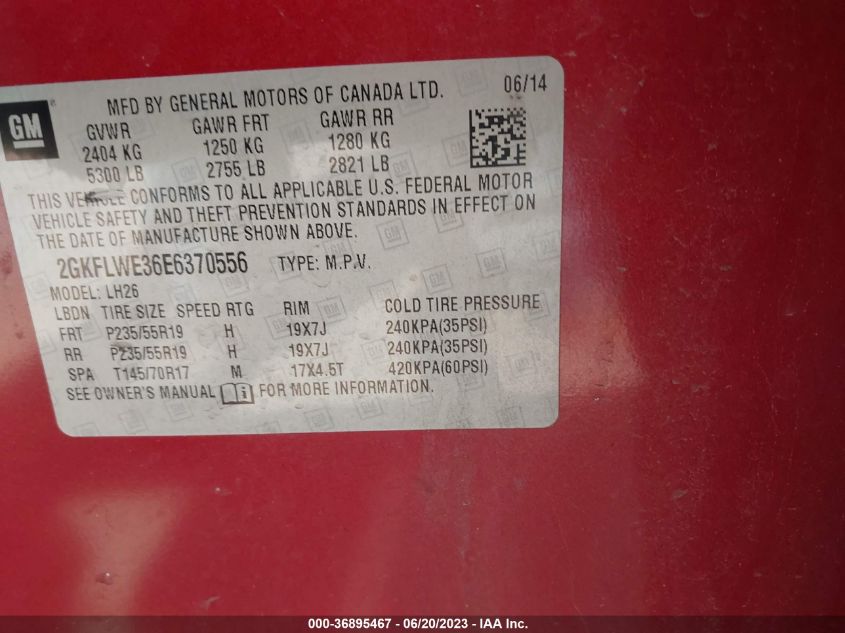 GM
MFD BY GENERAL MOTORS OF CANADA LTD. 06/14
GVWR GAWR FRT GAWR RR
2404 KG 1250 KG 1280 KG
5300 LB 2755 LB 2821 LB
THIS VEHICLE CONFORMS TO ALL APPLICABLE U.S. FEDERAL MOTOR
VEHICLE SAFETY AND THEFT PREVENTION STANDARDS IN EFFECT ON
THE DATE OF MANUFACTURE SHOWN ABOVE.
2GKFLWE36E6370556 TYPE: M.P.V.
MODEL: LH26
LBDN TIRE SIZE SPEED RTG RIM COLD TIRE PRESSURE
FRT P235/55R19 H 19X7J 240KPA(35PSI)
RR P235/55R19 H 19X7J 240KPA(35PSI)
SPA T145/70R17 M 17X4.5T 420KPA(60PSI)
SEE OWNER'S MANUAL i FOR MORE INFORMATION.
000-36895467 - 06/20/2023 - IAA Inc.